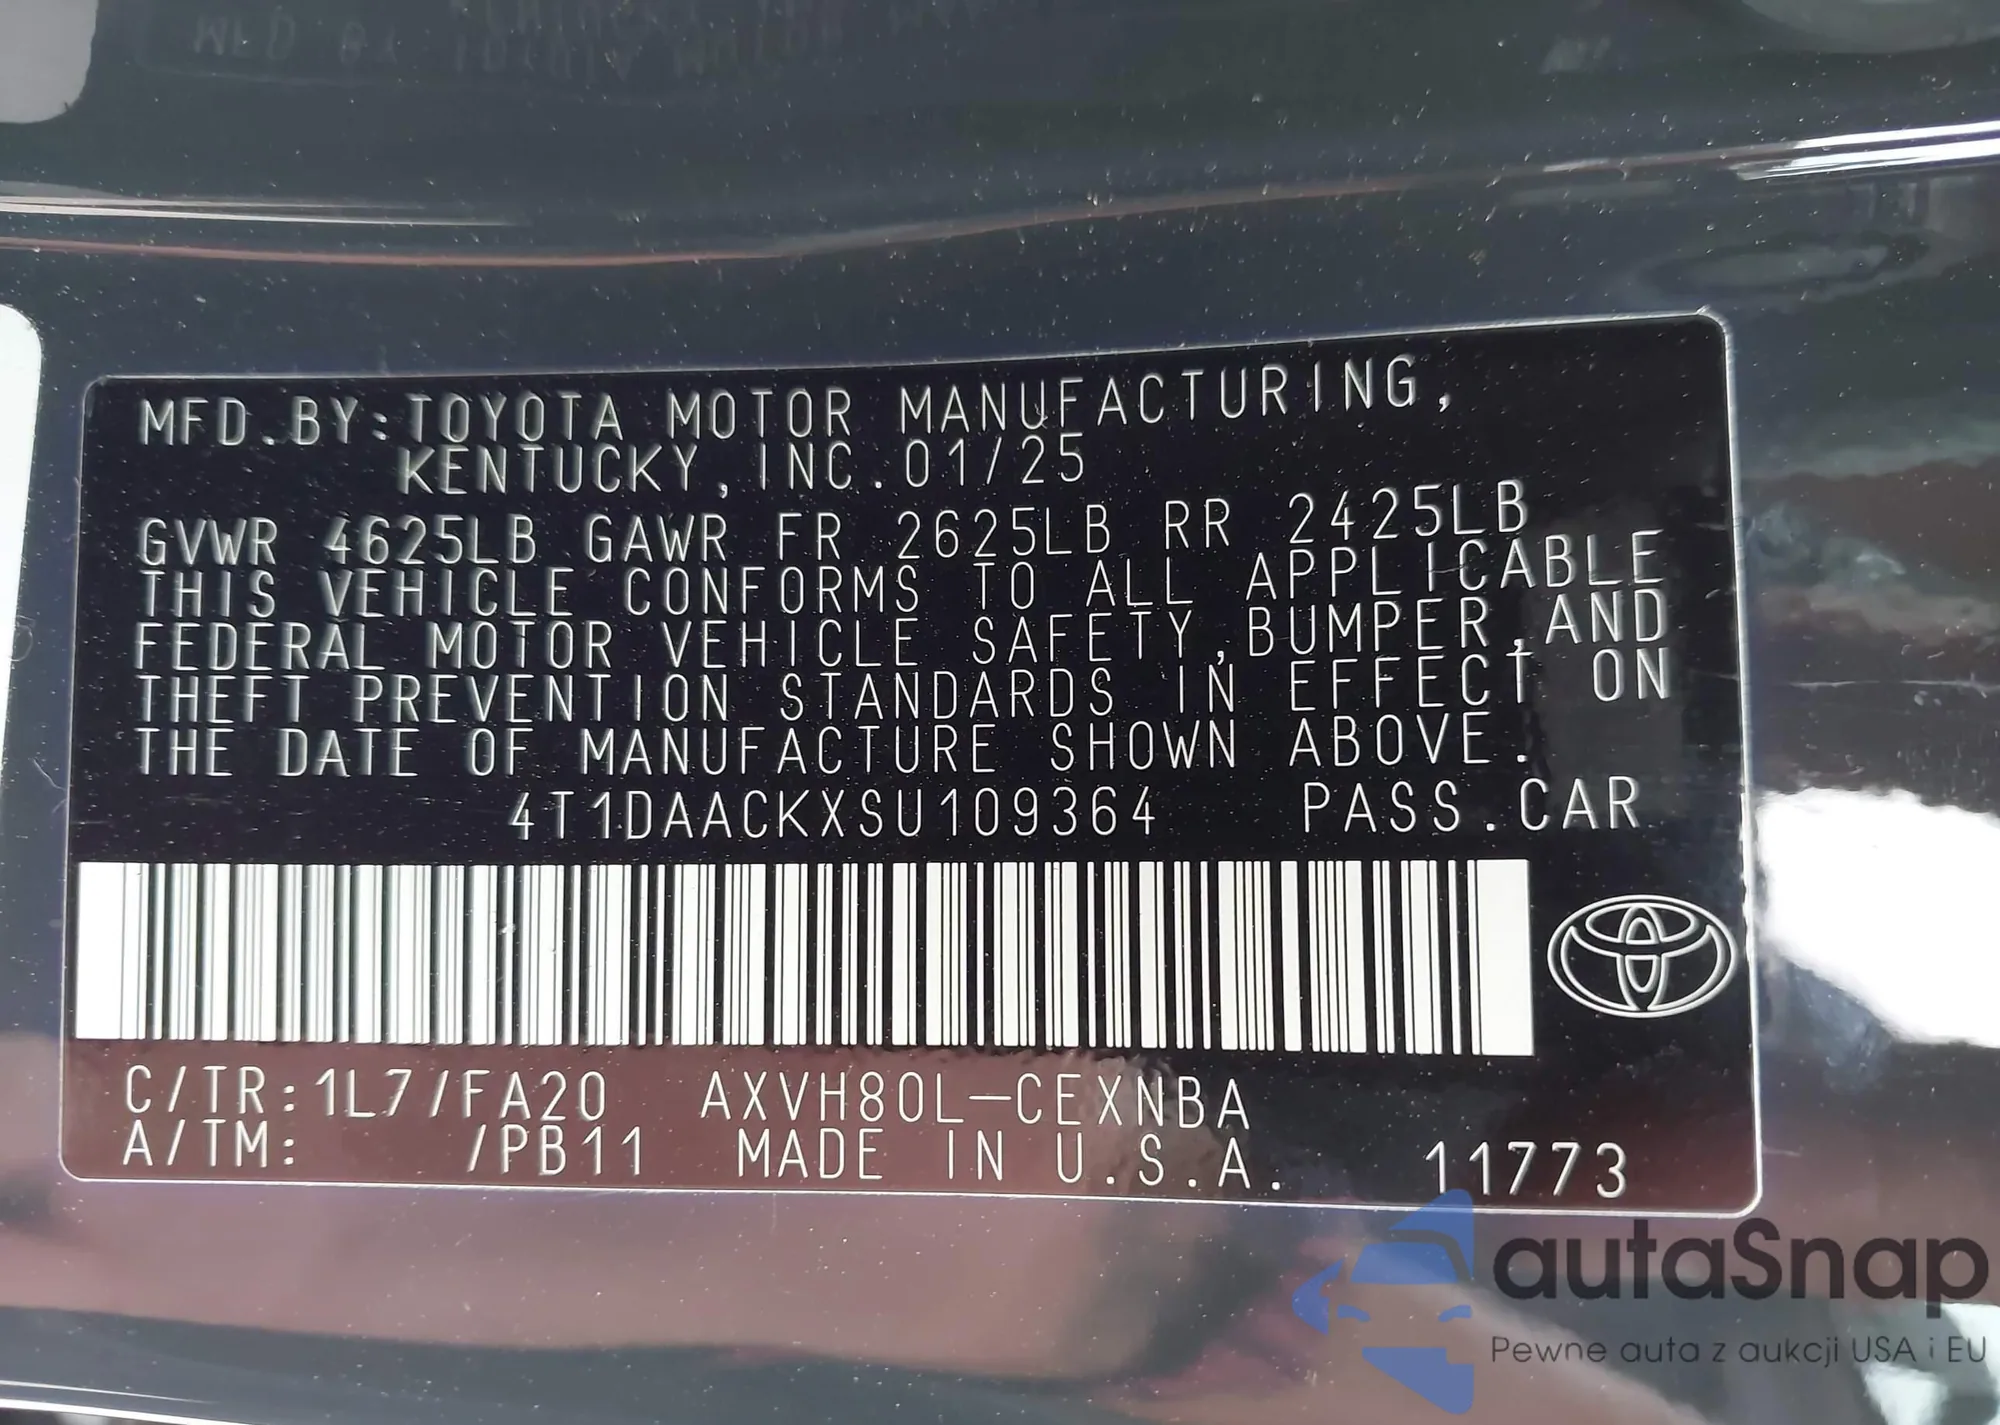 MFD.BY:TOYOTA MOTOR MANUFACTURING,
KENTUCKY,INC.01/25
GVWR 4625LB GAWR FR 2625LB RR 2425LB
THIS VEHICLE CONFORMS TO ALL APPLICABLE
FEDERAL MOTOR VEHICLE SAFETY,BUMPER,AND
THEFT PREVENTION STANDARDS IN EFFECT ON
THE DATE OF MANUFACTURE SHOWN ABOVE.
4T1DAACKXSU109364 PASS.CAR
C/TR:1L7/FA20 AXVH80L-CEXNBA
A/TM: /PB11 MADE IN U.S.A. 11773
autaSnap
Pewne auta z aukcji USA i EU